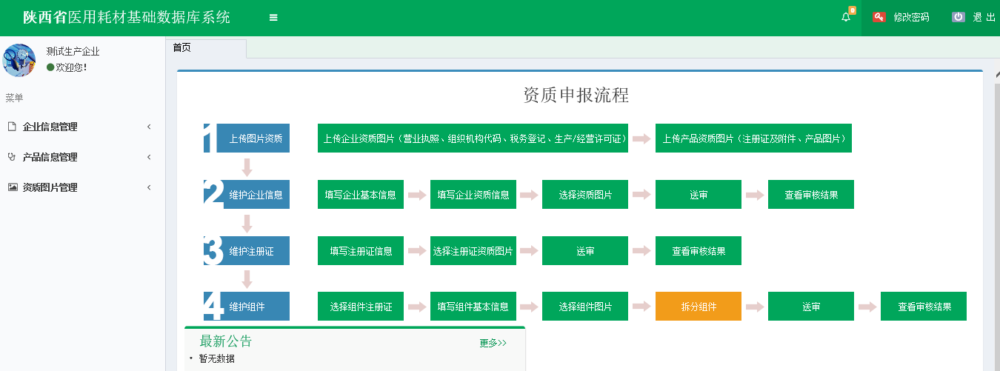 陕西省医用耗材基础数据库系统
0
修改密码
退 出
测试生产企业
欢迎您!
菜单
企业信息管理
产品信息管理
资质图片管理
首页
资质申报流程
1 上传图片资质
上传企业资质图片（营业执照、组织机构代码、税务登记、生产/经营许可证）
上传产品资质图片（注册证及附件、产品图片）
2 维护企业信息
填写企业基本信息
填写企业资质信息
选择资质图片
送审
查看审核结果
3 维护注册证
填写注册证信息
选择注册证资质图片
送审
查看审核结果
4 维护组件
选择组件注册证
填写组件基本信息
选择组件图片
拆分组件
送审
查看审核结果
最新公告
更多>>
• 暂无数据